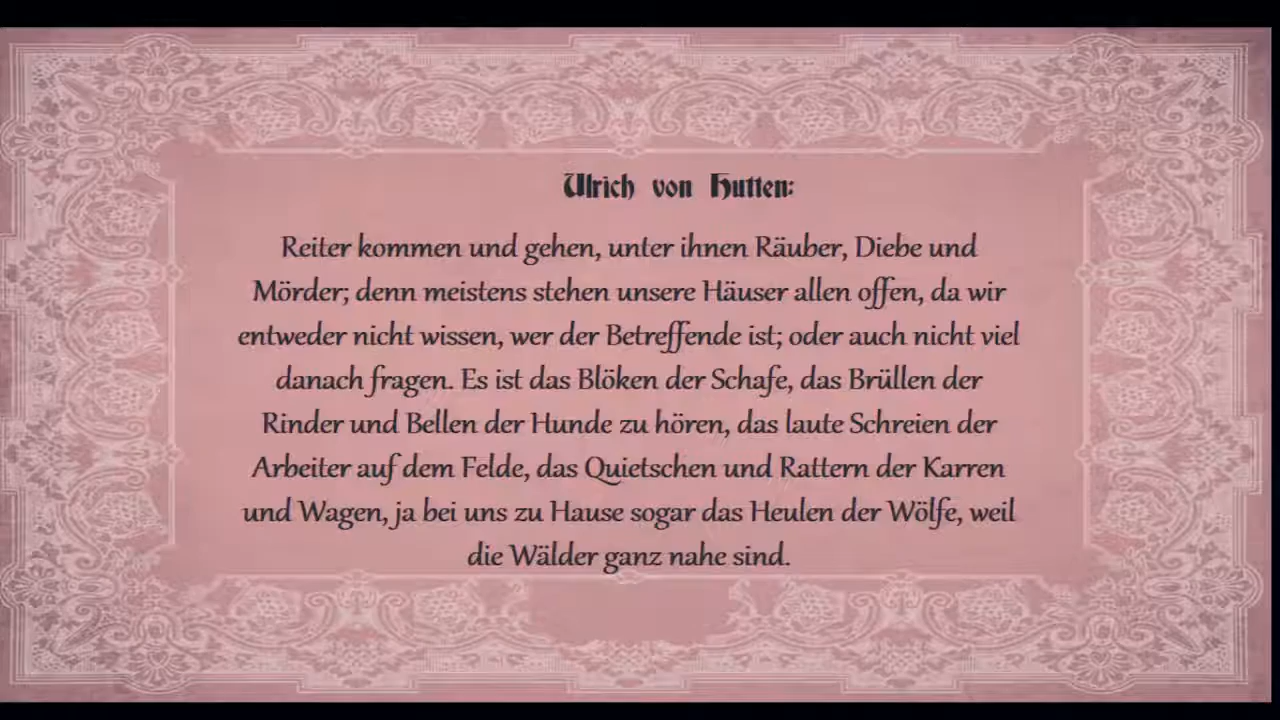 Ulrich von Hutten:
Reiter kommen und gehen, unter ihnen Räuber, Diebe und
Mörder; denn meistens stehen unsere Häuser allen offen, da wir
entweder nicht wissen, wer der Betreffende ist; oder auch nicht viel
danach fragen. Es ist das Blöken der Schafe, das Brüllen der
Rinder und Bellen der Hunde zu hören, das laute Schreien der
Arbeiter auf dem Felde, das Quietschen und Rattern der Karren
und Wagen, ja bei uns zu Hause sogar das Heulen der Wölfe, weil
die Wälder ganz nahe sind.